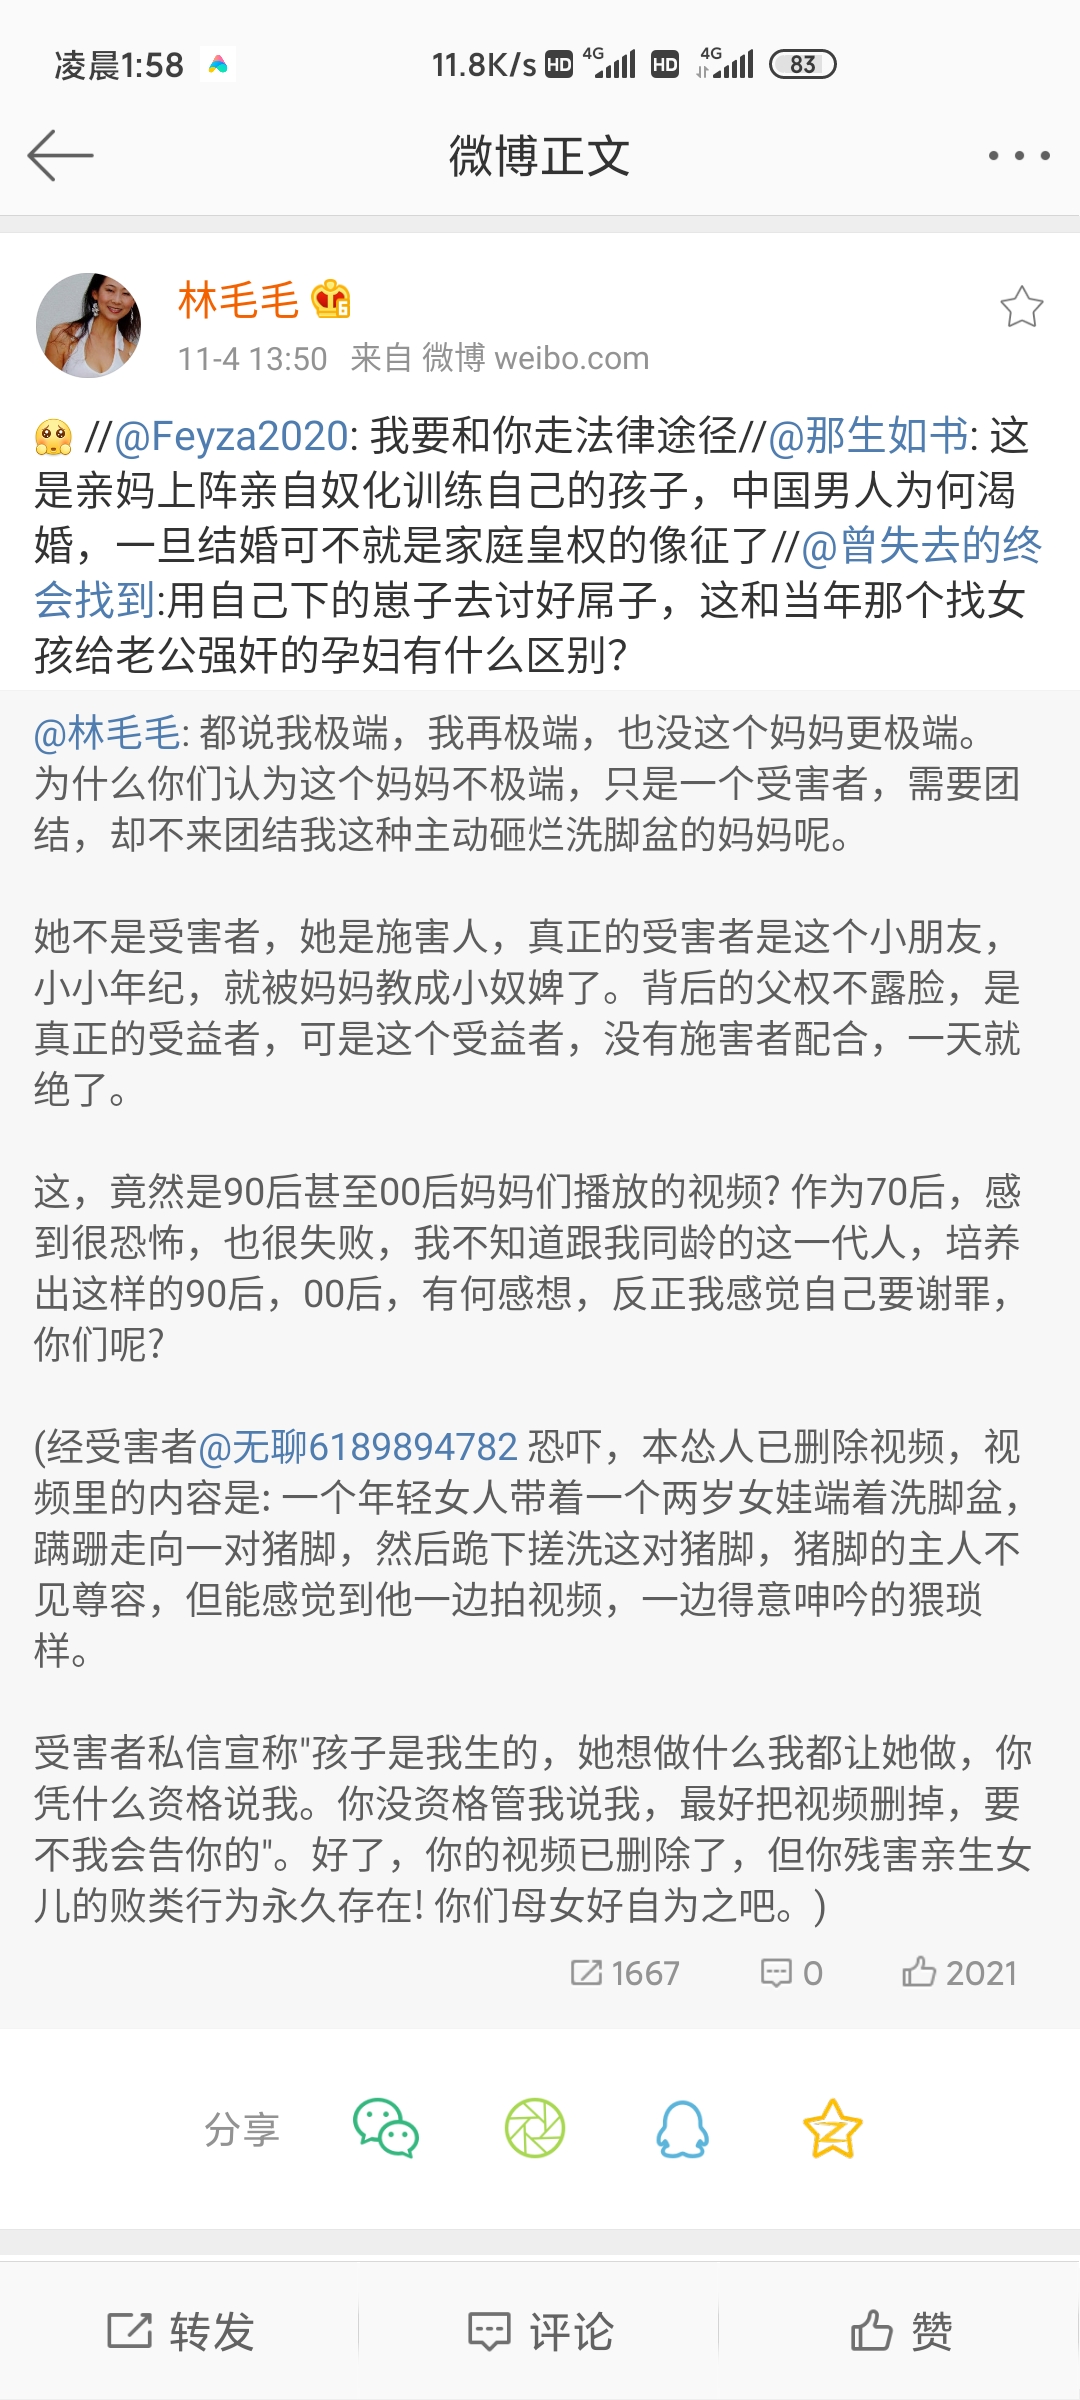 凌晨1:58 11.8K/s HD 4G HD 4G 83
微博正文
林毛毛 6
11-4 13:50 来自 微博 weibo.com
//@Feyza2020: 我要和你走法律途径//@那生如书: 这
是亲妈上阵亲自奴化训练自己的孩子，中国男人为何渴
婚，一旦结婚可不就是家庭皇权的像征了//@曾失去的终
会找到:用自己下的崽子去讨好屌子，这和当年那个找女
孩给老公强奸的孕妇有什么区别？
@林毛毛: 都说我极端，我再极端，也没这个妈妈更极端。
为什么你们认为这个妈妈不极端，只是一个受害者，需要团
结，却不来团结我这种主动砸烂洗脚盆的妈妈呢。
她不是受害者，她是施害人，真正的受害者是这个小朋友，
小小年纪，就被妈妈教成小奴婢了。背后的父权不露脸，是
真正的受益者，可是这个受益者，没有施害者配合，一天就
绝了。
这，竟然是90后甚至00后妈妈们播放的视频? 作为70后，感
到很恐怖，也很失败，我不知道跟我同龄的这一代人，培养
出这样的90后，00后，有何感想，反正我感觉自己要谢罪，
你们呢?
(经受害者@无聊6189894782 恐吓，本怂人已删除视频，视
频里的内容是: 一个年轻女人带着一个两岁女娃端着洗脚盆，
蹒跚走向一对猪脚，然后跪下搓洗这对猪脚，猪脚的主人不
见尊容，但能感觉到他一边拍视频，一边得意呻吟的猥琐
样。
受害者私信宣称"孩子是我生的，她想做什么我都让她做，你
凭什么资格说我。你没资格管我说我，最好把视频删掉，要
不我会告你的"。好了，你的视频已删除了，但你残害亲生女
儿的败类行为永久存在! 你们母女好自为之吧。)
1667 0 2021
分享
转发 评论 赞